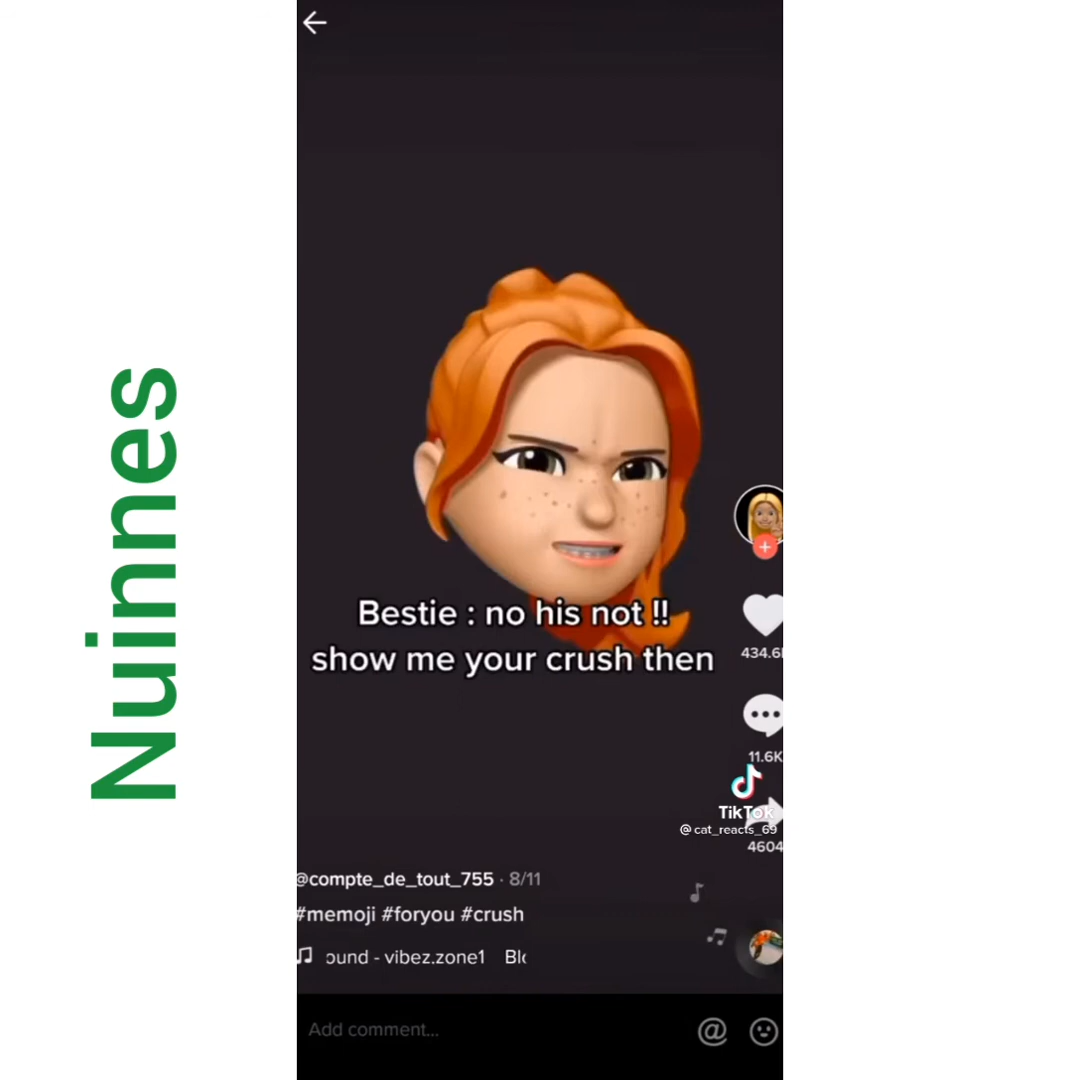 Nuinnes
Bestie : no his not !!
show me your crush then
434.6
11.6K
TikTok
@cat_reacts_69
4604
@compte_de_tout_755 · 8/11
#memoji #foryou #crush
ound - vibez.zone1
Add comment...